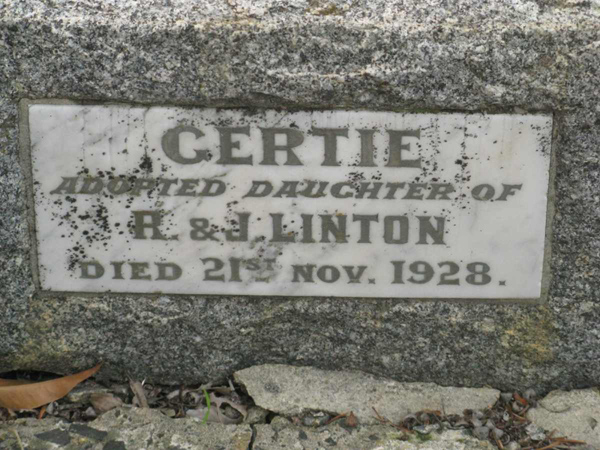 GERTIE
ADOPTED DAUGHTER OF
R. & J. LINTON
DIED 21ST NOV. 1928.